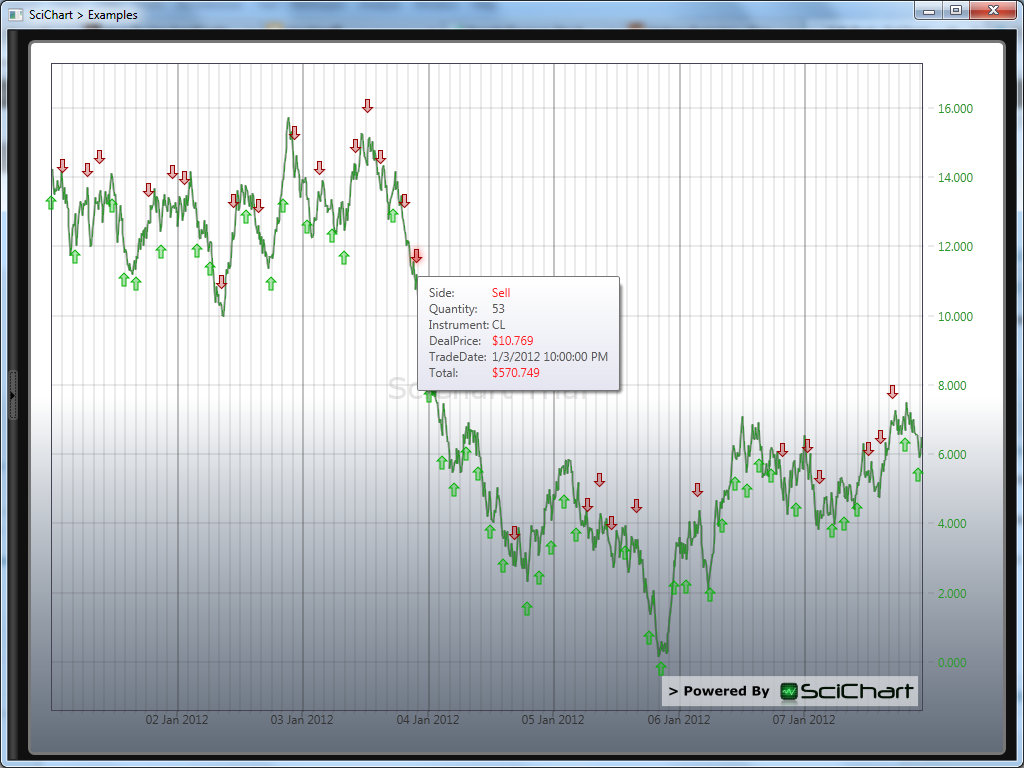 SciChart > Examples
16.000
14.000
12.000
10.000
8.000
6.000
4.000
2.000
0.000
Side: Sell
Quantity: 53
Instrument: CL
DealPrice: $10.769
TradeDate: 1/3/2012 10:00:00 PM
Total: $570.749
SciChart Trial
> Powered By SciChart
02 Jan 2012
03 Jan 2012
04 Jan 2012
05 Jan 2012
06 Jan 2012
07 Jan 2012